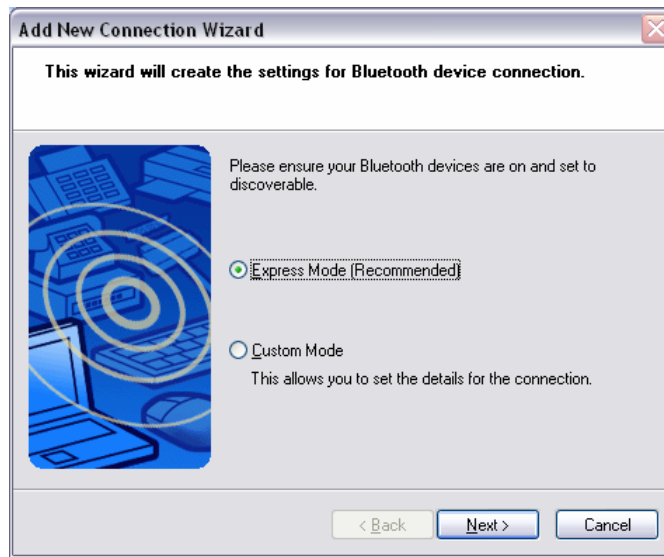 Add New Connection Wizard
This wizard will create the settings for Bluetooth device connection.
Please ensure your Bluetooth devices are on and set to
discoverable.
Express Mode (Recommended)
Custom Mode
This allows you to set the details for the connection.
< Back
Next >
Cancel